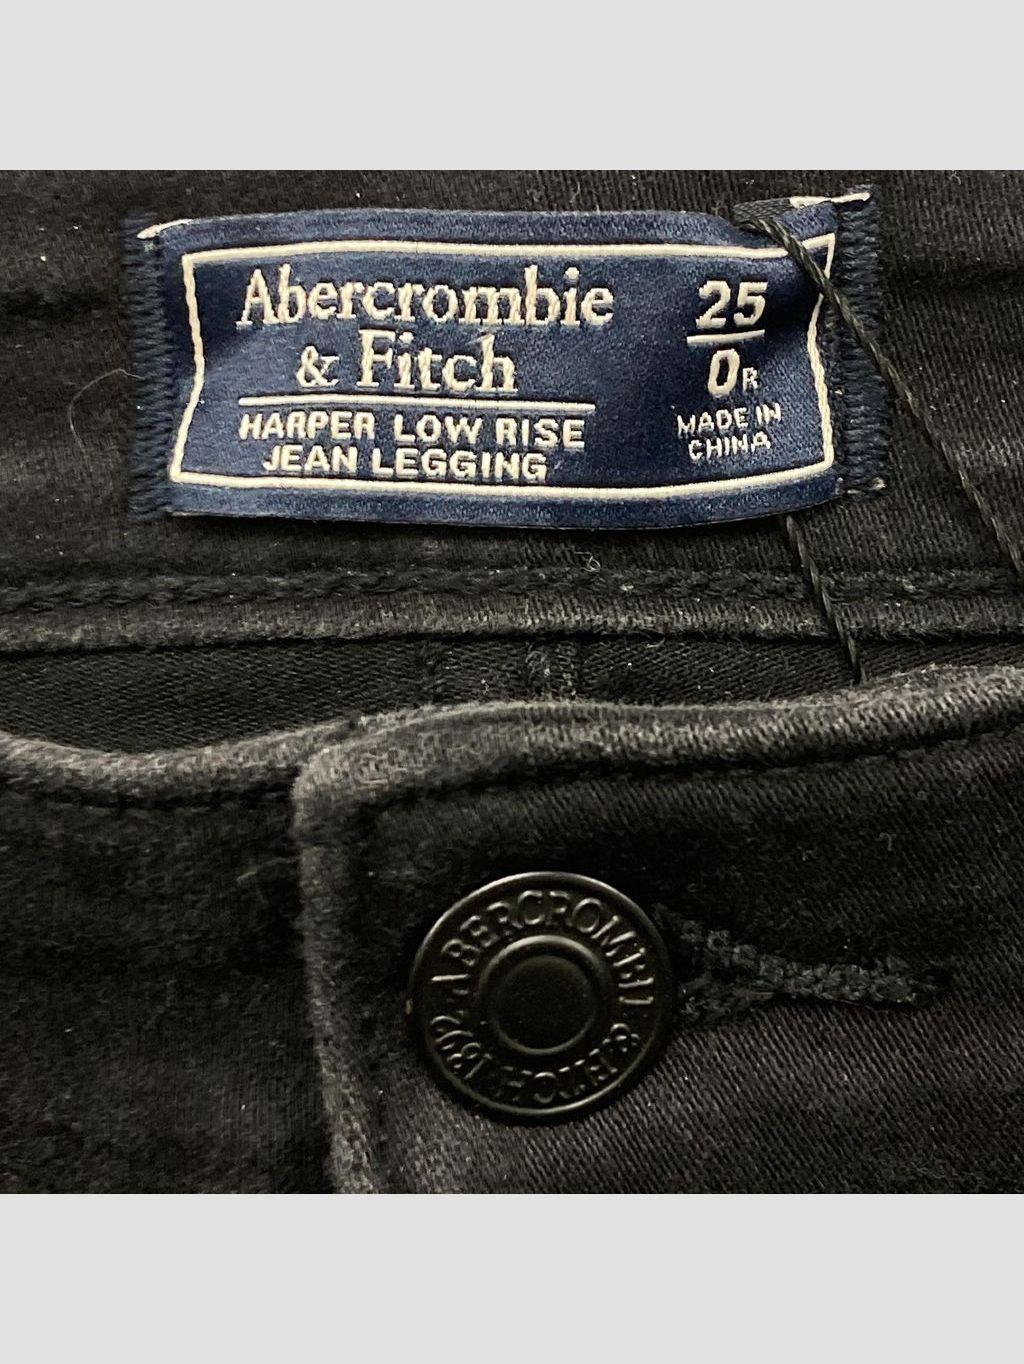 Abercrombie
& Fitch
HARPER LOW RISE
JEAN LEGGING
25
0R
MADE IN
CHINA
ABERCROMBIE & FITCH 1892